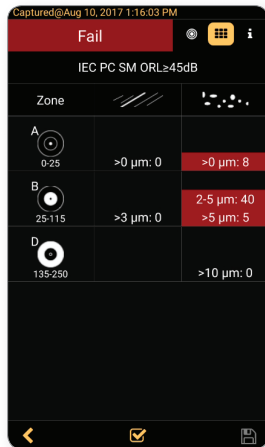 Captured@Aug 10, 2017 1:16:03 PM
Fail
i
IEC PC SM ORL≥45dB
Zone
A
0-25
>0 µm: 0
>0 µm: 8
B
25-115
>3 µm: 0
2-5 µm: 40
>5 µm: 5
D
135-250
>10 µm: 0